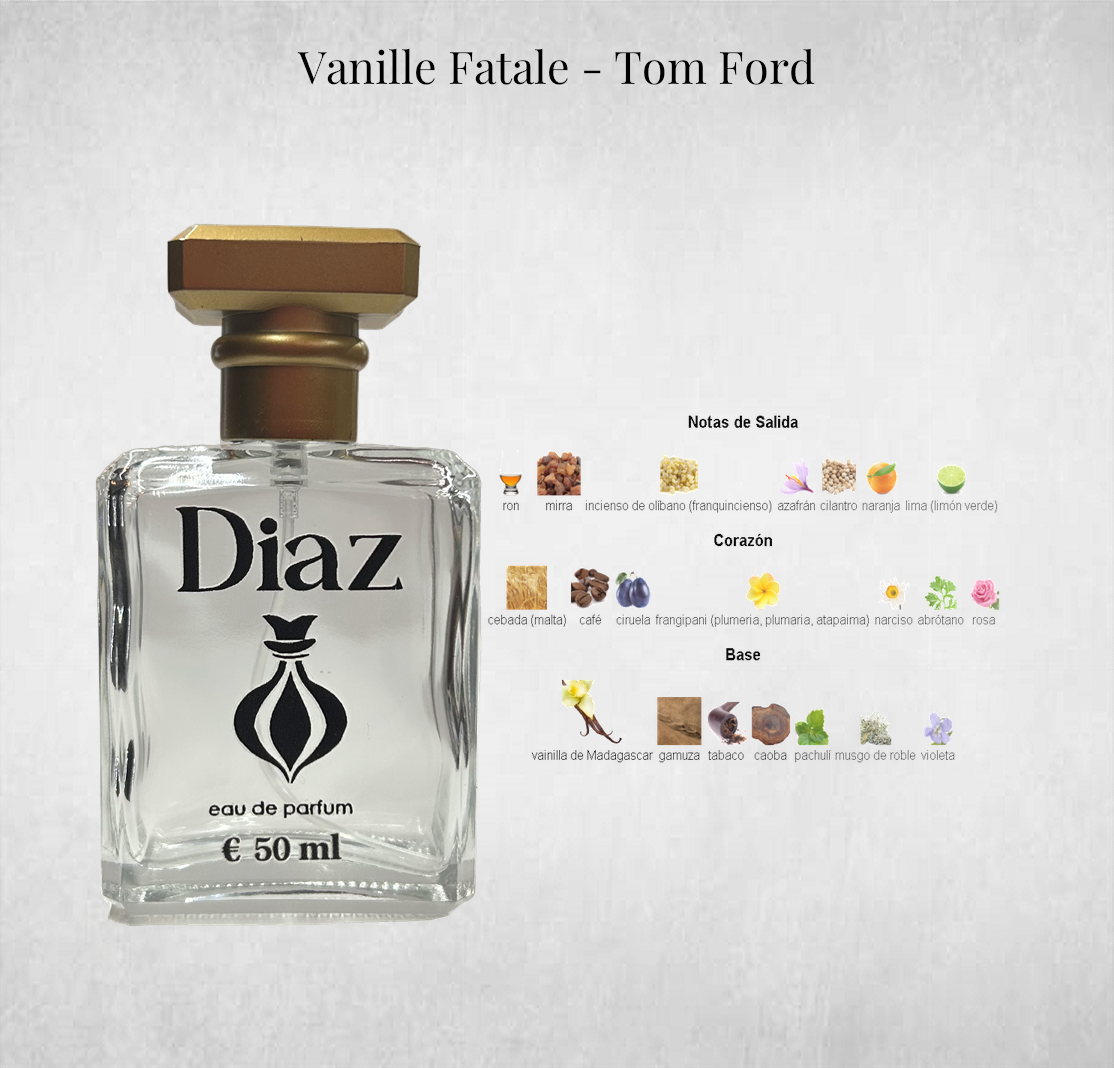 Vanille Fatale - Tom Ford
Diaz
eau de parfum
€ 50 ml
Notas de Salida
ron mirra incienso de olíbano (franquincienso) azafrán cilantro naranja lima (limón verde)
Corazón
cebada (malta) café ciruela frangipani (plumeria, plumaria, atapaima) narciso abrótano rosa
Base
vainilla de Madagascar gamuza tabaco caoba pachulí musgo de roble violeta